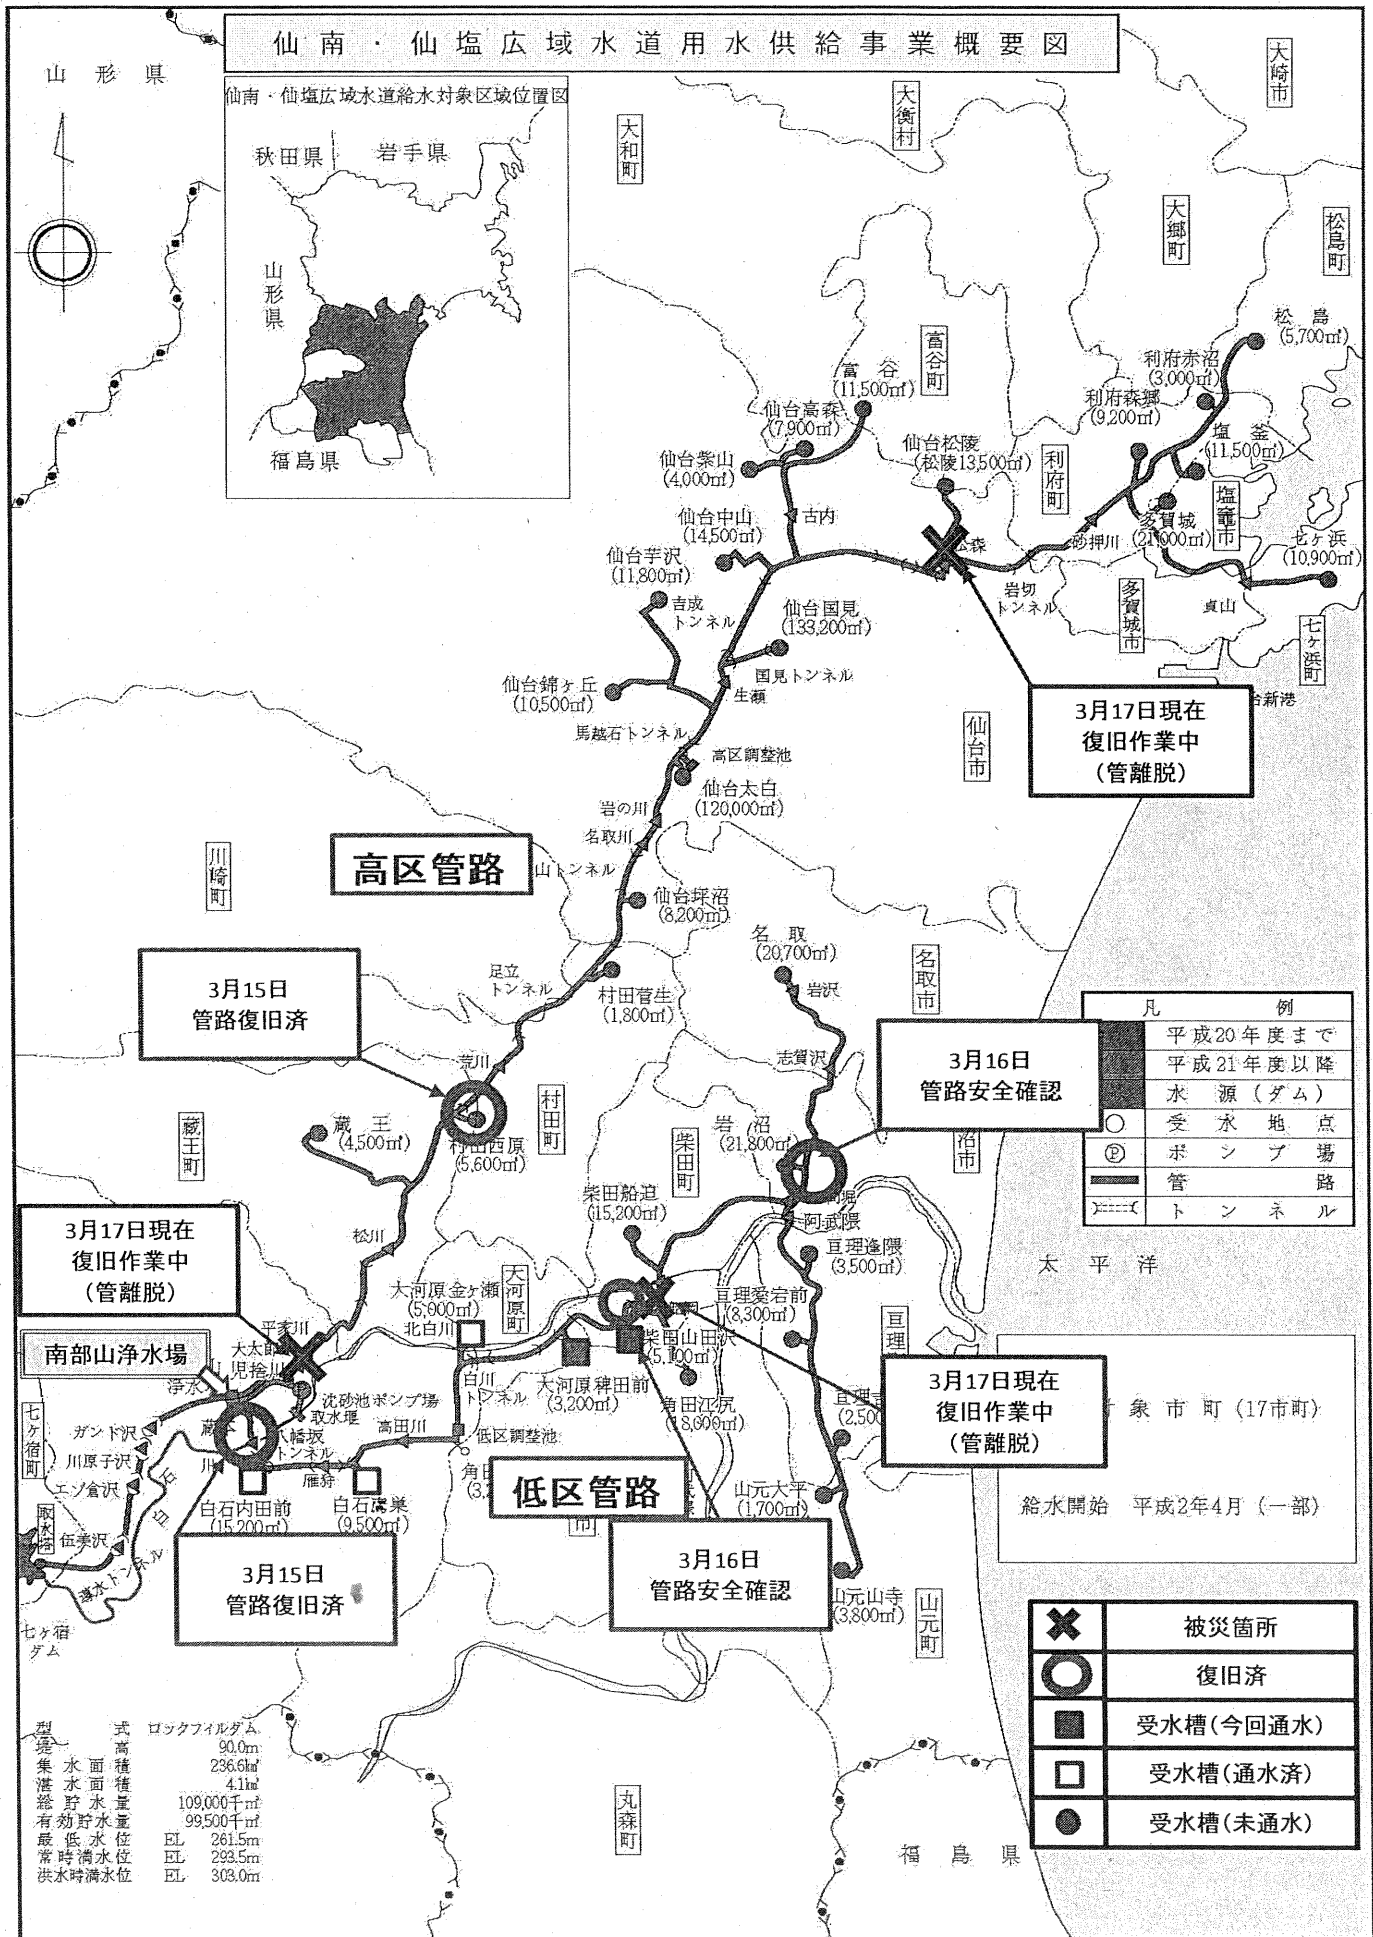 仙南・仙塩広域水道用水供給事業概要図
山形県
仙南・仙塩広域水道給水対象区域位置図
秋田県
岩手県
山形県
福島県
大和町
大衡村
大崎市
大郷町
松島町
富谷町
利府町
塩竈市
多賀城市
七ヶ浜町
仙台市
川崎町
名取市
村田町
柴田町
蔵王町
大河原町
七ヶ宿町
山元町
丸森町
福島県
太平洋
松島
(5,700㎥)
利府赤沼
(3,000㎥)
利府森郷
(9,200㎥)
塩釜
(11,500㎥)
多賀城
(21,000㎥)
七ヶ浜
(10,900㎥)
貞山
砂押川
岩切
トンネル
富谷
(11,500㎥)
仙台高森
(7,900㎥)
仙台紫山
(4,000㎥)
仙台松陵
(松陵13,500㎥)
古内
仙台中山
(14,500㎥)
仙台芋沢
(11,800㎥)
吉成
トンネル
仙台国見
(133,200㎥)
国見トンネル
生瀬
仙台錦ヶ丘
(10,500㎥)
馬越石トンネル
高区調整池
仙台太白
(120,000㎥)
岩の川
名取川
山トンネル
仙台坪沼
(8,200㎥)
足立
トンネル
村田菅生
(1,800㎥)
荒川
村田西原
(5,600㎥)
蔵王
(4,500㎥)
松川
平家川
児捨川
高区管路
3月17日現在
復旧作業中
(管離脱)
3月15日
管路復旧済
3月16日
管路安全確認
3月17日現在
復旧作業中
(管離脱)
南部山浄水場
名取
(20,700㎥)
岩沢
志賀沢
岩沼
(21,800㎥)
阿武隈
柴田船迫
(15,200㎥)
亘理逢隈
(3,500㎥)
亘理愛宕前
(8,300㎥)
大河原金ヶ瀬
(5,000㎥)
北白川
白川
トンネル
大河原稗田前
(3,200㎥)
柴田山田沢
(5,100㎥)
角田江尻
(18,000㎥)
山元大平
(1,700㎥)
山元山寺
(3,800㎥)
3月17日現在
復旧作業中
(管離脱)
低区管路
3月16日
管路安全確認
3月15日
管路復旧済
沈砂池ポンプ場
取水堰
八幡坂
トンネル
高田川
低区調整池
雁狩
白石内田前
(15,200㎥)
白石鷹巣
(9,500㎥)
ガンド沢
川原子沢
エゾ倉沢
導水トンネル
七ヶ宿
ダム
凡例
平成20年度まで
平成21年度以降
水源(ダム)
受水地点
Ⓟ ポンプ場
管路
トンネル
象市町(17市町)
給水開始 平成2年4月(一部)
被災箇所
復旧済
受水槽(今回通水)
受水槽(通水済)
受水槽(未通水)
型式 ロックフィルダム
堤高 90.0m
集水面積 236.6k㎡
湛水面積 4.1k㎡
総貯水量 109,000千㎥
有効貯水量 99,500千㎥
最低水位 EL 261.5m
常時満水位 EL 293.5m
洪水時満水位 EL 303.0m